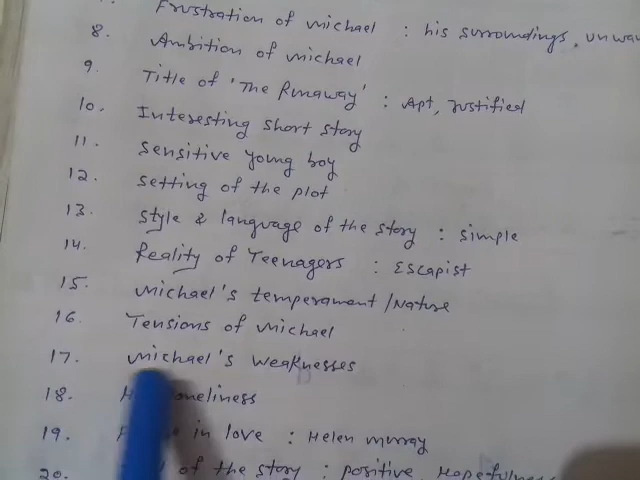 Frustration of Michael : his surroundings,
8. Ambition of Michael
9. Title of 'The Runaway' : Apt, Justified
10. Interesting short story
11. Sensitive young boy
12. Setting of the plot
13. Style & language of the story : simple
14. Reality of Teenagers : Escapist
15. Michael's temperament/Nature
16. Tensions of Michael
17. Michael's weaknesses
18. loneliness
19. in love : Helen Murray
20. of the story : positive, Hopefulness